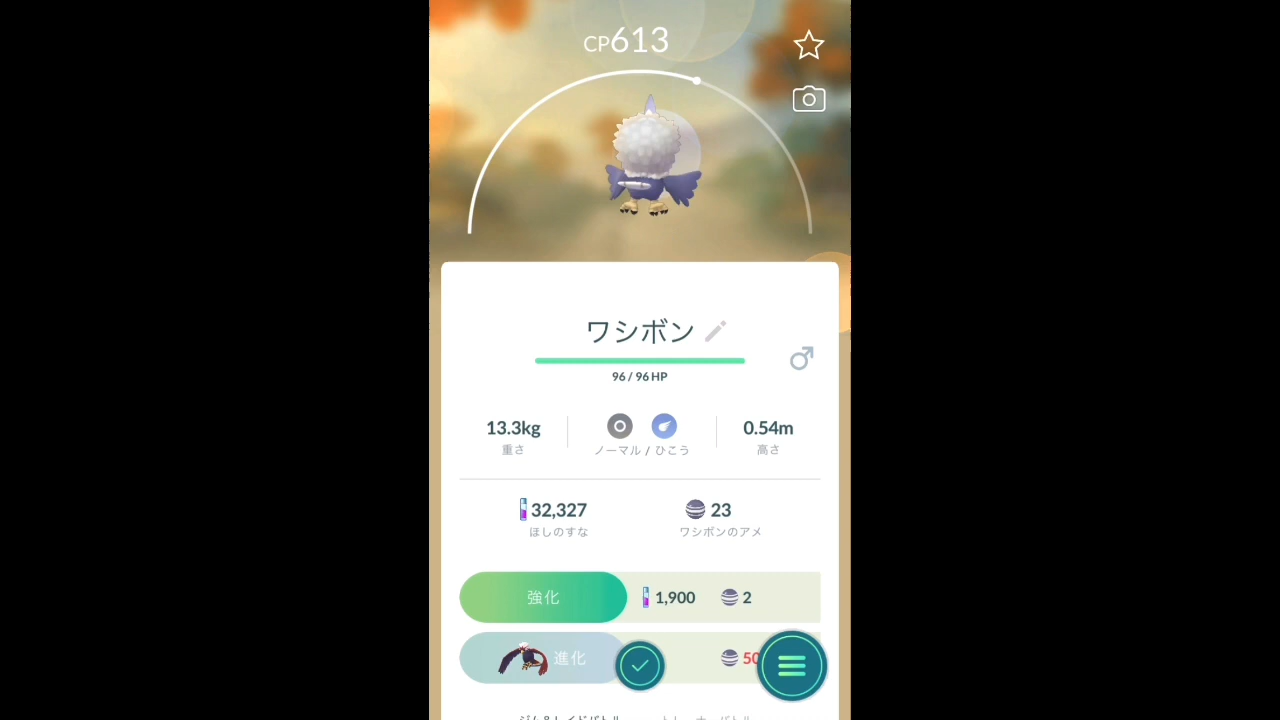 CP613
ワシボン
96 / 96 HP
13.3kg
重さ
ノーマル / ひこう
0.54m
高さ
32,327
ほしのすな
23
ワシボンのアメ
強化
1,900
2
進化
50